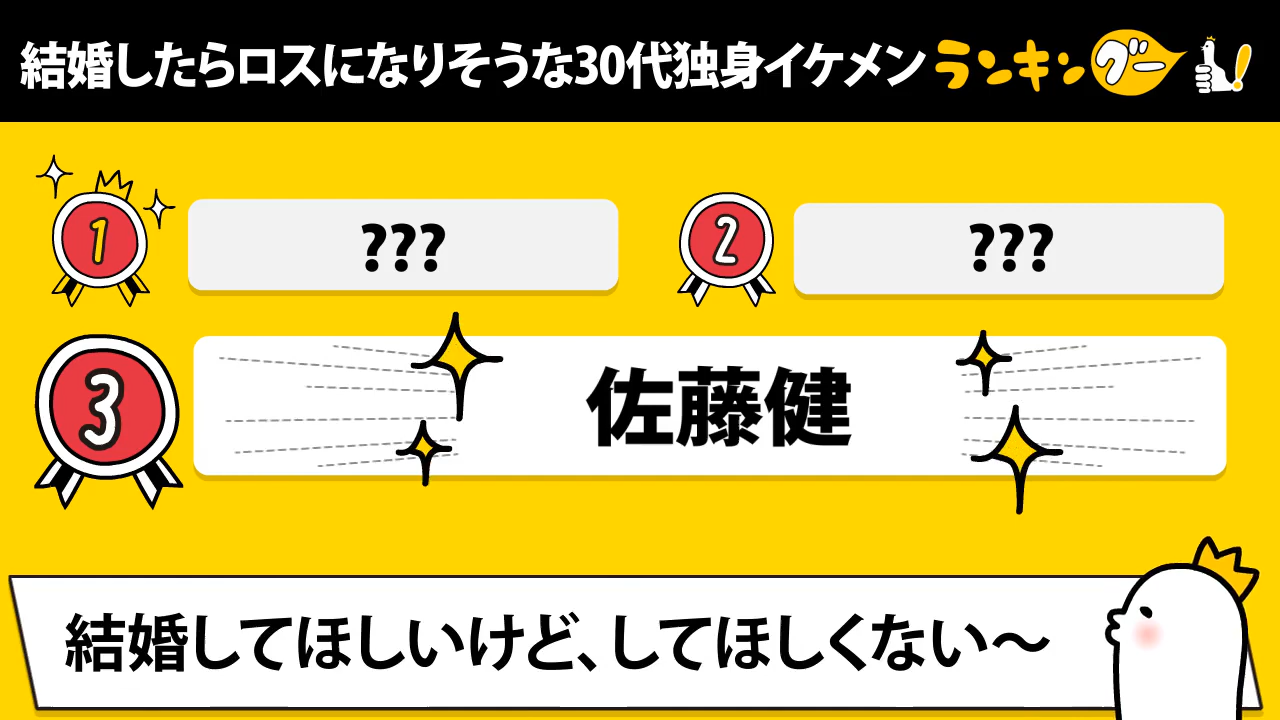 結婚したらロスになりそうな30代独身イケメンランキングー!
1 ???
2 ???
3 佐藤健
結婚してほしいけど、してほしくない〜